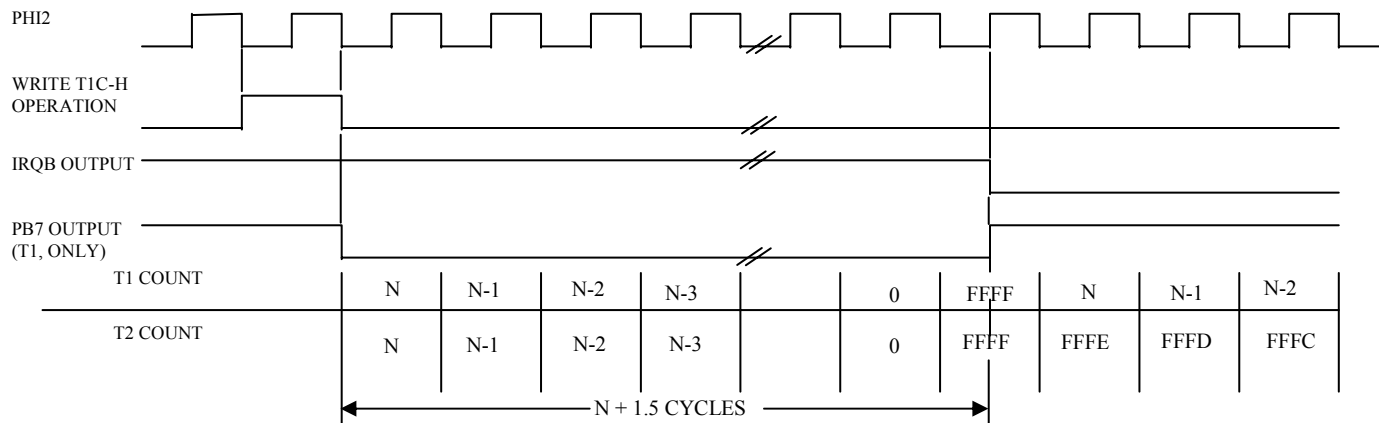 PHI2
WRITE T1C-H
OPERATION
IRQB OUTPUT
PB7 OUTPUT
(T1, ONLY)
T1 COUNT N N-1 N-2 N-3 0 FFFF N N-1 N-2
T2 COUNT N N-1 N-2 N-3 0 FFFF FFFE FFFD FFFC
N + 1.5 CYCLES